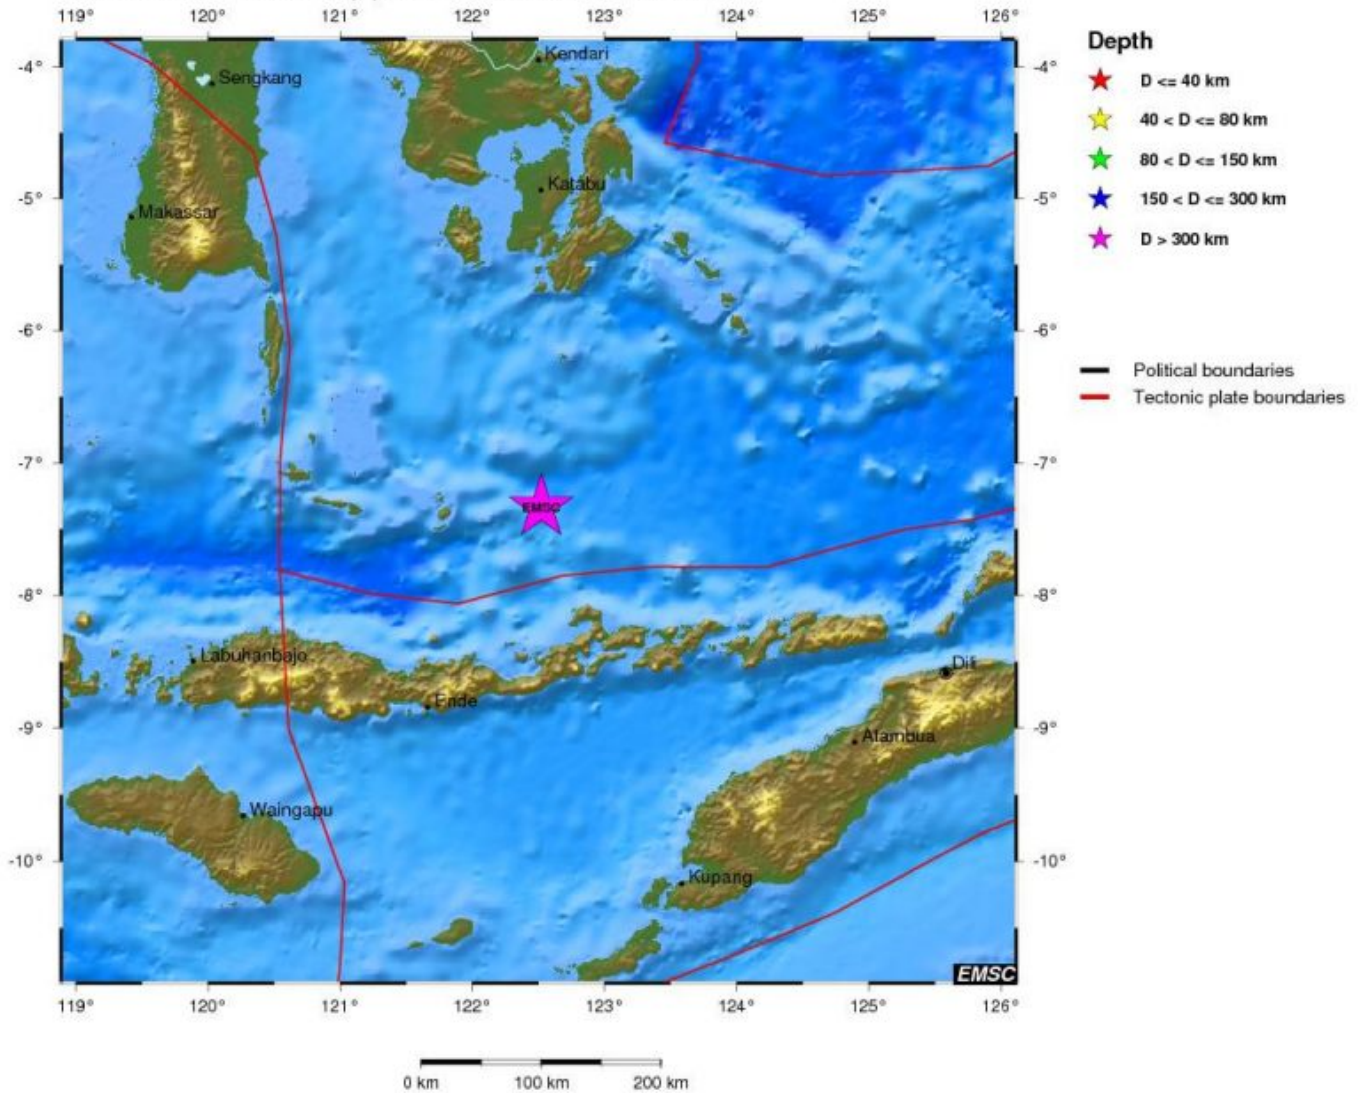 119° 120° 121° 122° 123° 124° 125° 126°
Depth
D <= 40 km
40 < D <= 80 km
80 < D <= 150 km
150 < D <= 300 km
D > 300 km
Political boundaries
Tectonic plate boundaries
-4° -4°
-5° -5°
-6° -6°
-7° -7°
-8° -8°
-9° -9°
-10° -10°
Kendari
Sengkang
Katabu
Makassar
EMSC
Labuhanbajo
Dili
Ende
Atambua
Waingapu
Kupang
EMSC
119° 120° 121° 122° 123° 124° 125° 126°
0 km 100 km 200 km